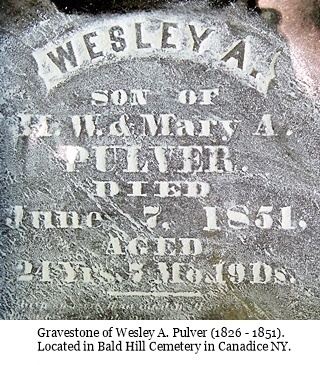 WESLEY A.
SON OF
H. W. & Mary A.
PULVER.
DIED
June 7, 1851,
AGED
24 Yrs. 7 Mo. 19 Ds.
Gravestone of Wesley A. Pulver (1826 - 1851).
Located in Bald Hill Cemetery in Canadice NY.